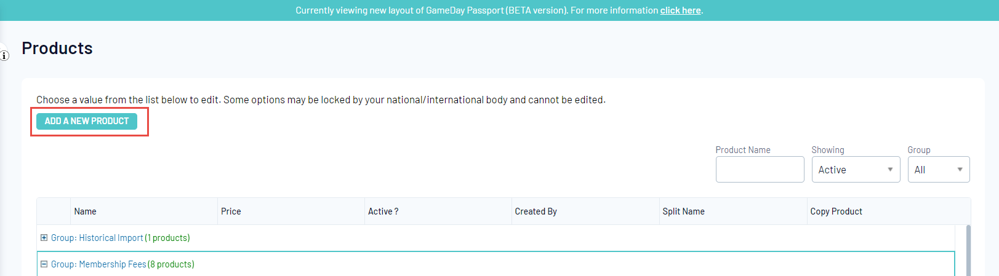 Currently viewing new layout of GameDay Passport (BETA version). For more information click here.
Products
Choose a value from the list below to edit. Some options may be locked by your national/international body and cannot be edited.
ADD A NEW PRODUCT
Product Name Showing Group
Active All
Name Price Active ? Created By Split Name Copy Product
Group: Historical Import (1 products)
Group: Membership Fees (8 products)